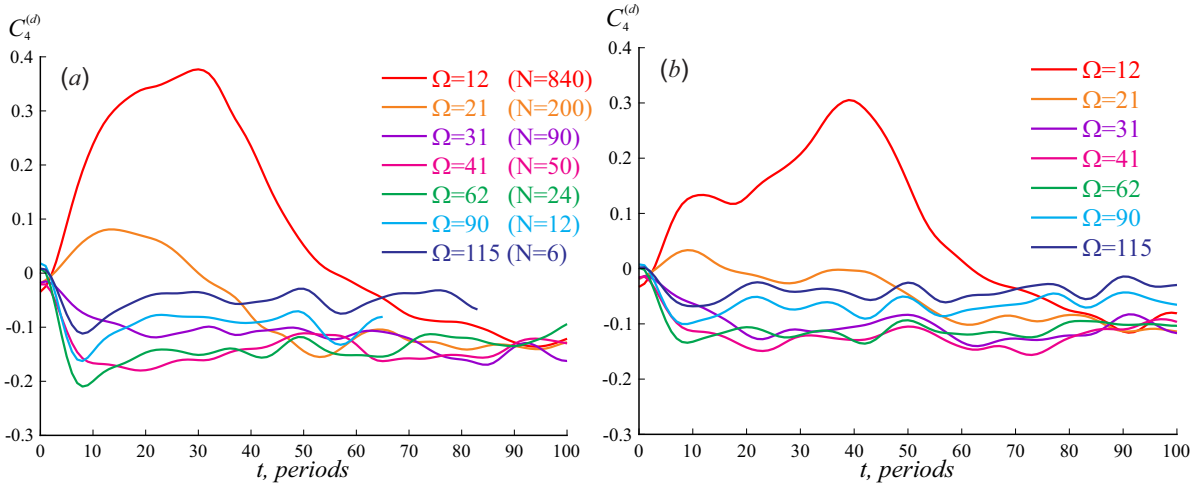 C₄⁽ᵈ⁾
(a)
0.4
0.3
0.2
0.1
0
-0.1
-0.2
-0.3
0 10 20 30 40 50 60 70 80 90 100
t, periods
Ω=12 (N=840)
Ω=21 (N=200)
Ω=31 (N=90)
Ω=41 (N=50)
Ω=62 (N=24)
Ω=90 (N=12)
Ω=115 (N=6)
C₄⁽ᵈ⁾
(b)
0.4
0.3
0.2
0.1
0
-0.1
-0.2
-0.3
0 10 20 30 40 50 60 70 80 90 100
t, periods
Ω=12
Ω=21
Ω=31
Ω=41
Ω=62
Ω=90
Ω=115